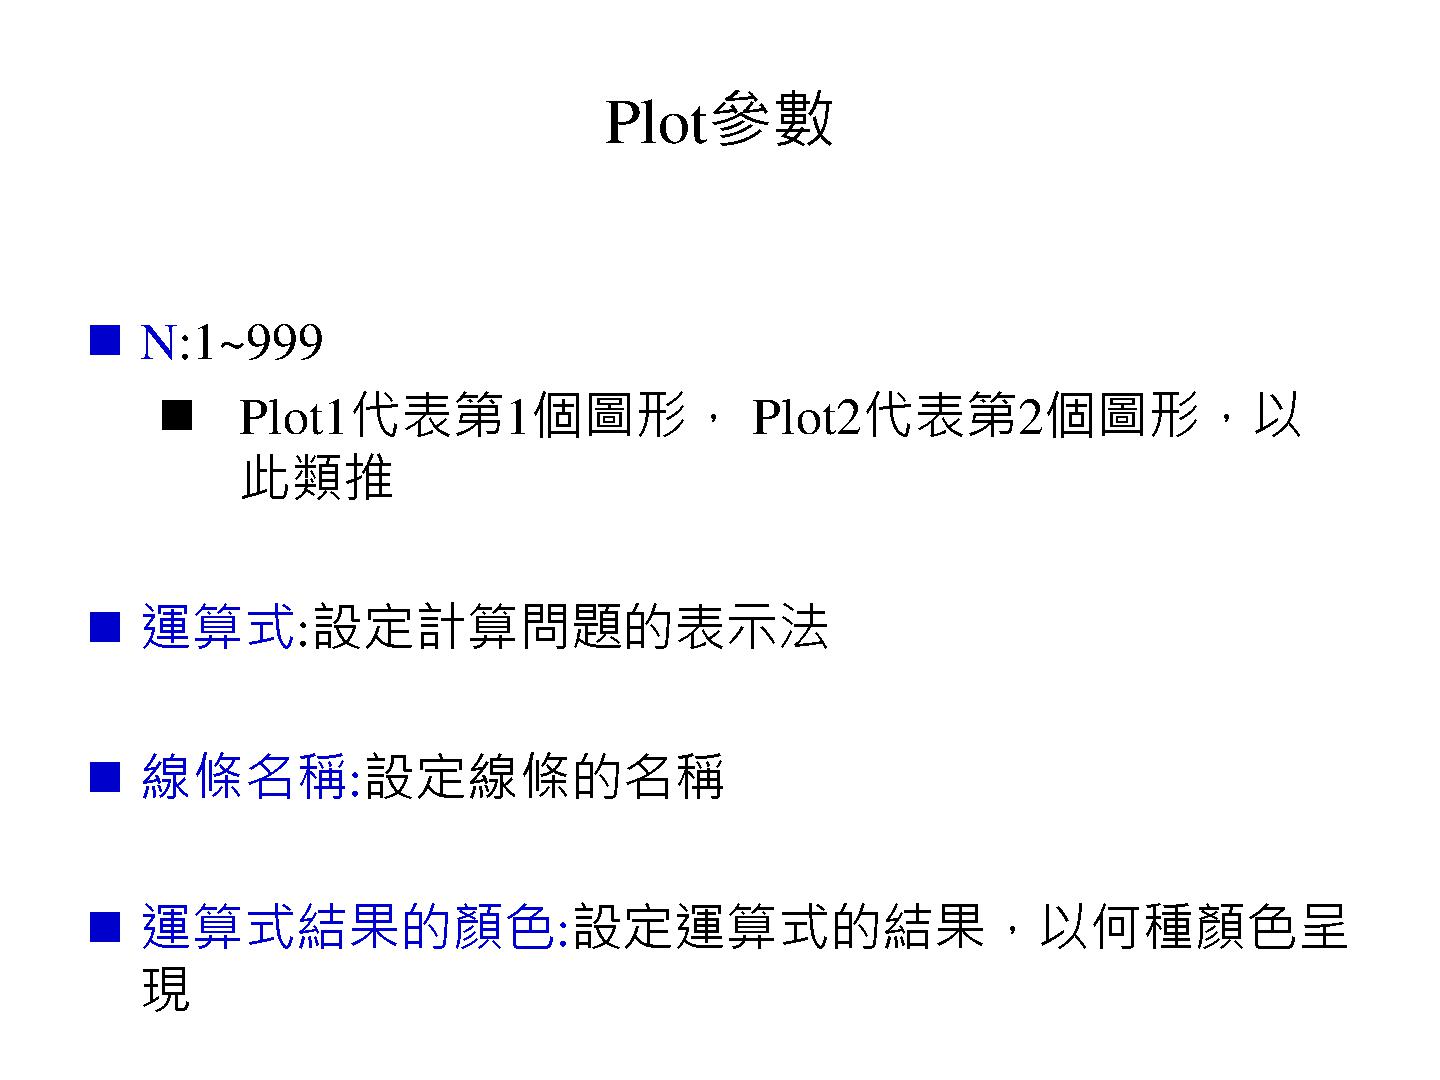 Plot參數
N:1~999
Plot1代表第1個圖形， Plot2代表第2個圖形，以
此類推
運算式:設定計算問題的表示法
線條名稱:設定線條的名稱
運算式結果的顏色:設定運算式的結果，以何種顏色呈
現